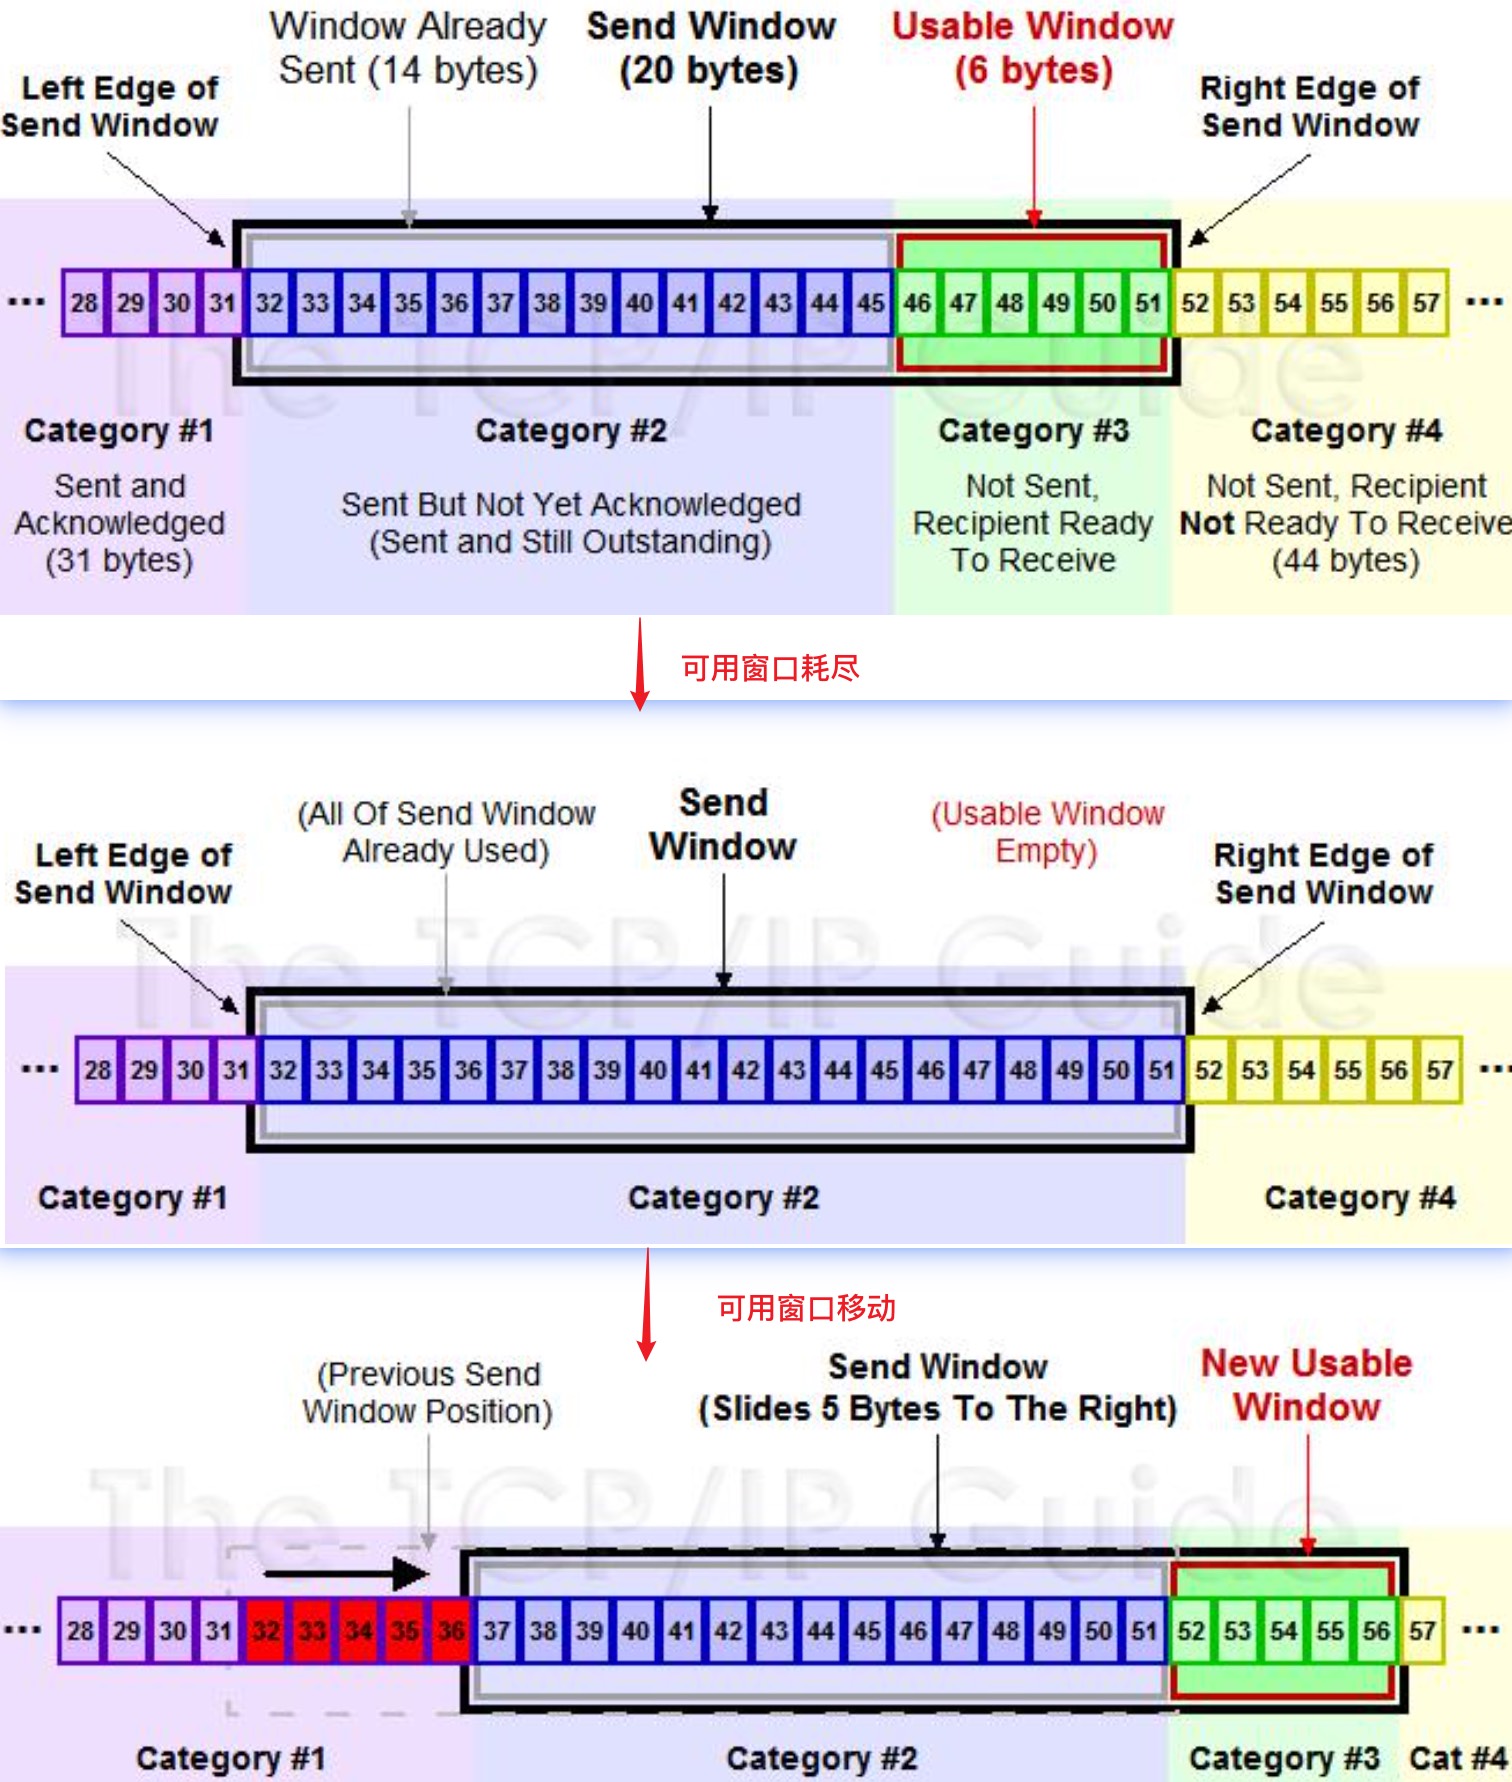 Window Already
Sent (14 bytes)
Send Window
(20 bytes)
Usable Window
(6 bytes)
Left Edge of
Send Window
Right Edge of
Send Window
... 28 29 30 31 32 33 34 35 36 37 38 39 40 41 42 43 44 45 46 47 48 49 50 51 52 53 54 55 56 57 ...
The TCP/IP Guide
Category #1
Sent and
Acknowledged
(31 bytes)
Category #2
Sent But Not Yet Acknowledged
(Sent and Still Outstanding)
Category #3
Not Sent,
Recipient Ready
To Receive
Category #4
Not Sent, Recipient
Not Ready To Receive
(44 bytes)
可用窗口耗尽
(All Of Send Window
Already Used)
Send
Window
(Usable Window
Empty)
Left Edge of
Send Window
Right Edge of
Send Window
The TCP/IP Guide
... 28 29 30 31 32 33 34 35 36 37 38 39 40 41 42 43 44 45 46 47 48 49 50 51 52 53 54 55 56 57 ...
Category #1
Category #2
Category #4
可用窗口移动
(Previous Send
Window Position)
Send Window
(Slides 5 Bytes To The Right)
New Usable
Window
The TCP/IP Guide
... 28 29 30 31 32 33 34 35 36 37 38 39 40 41 42 43 44 45 46 47 48 49 50 51 52 53 54 55 56 57 ...
Category #1
Category #2
Category #3
Cat #4